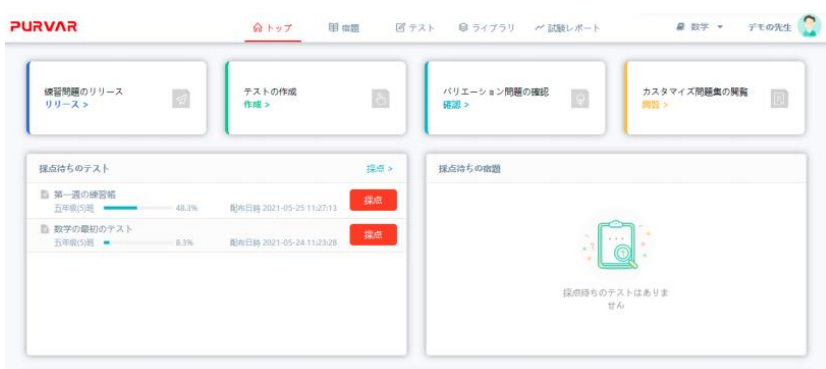 PURVAR
トップ
宿題
テスト
ライブラリ
試験レポート
数学
デモの先生
練習問題のリリース
リリース >
テストの作成
作成 >
バリエーション問題の確認
確認 >
カスタマイズ問題集の閲覧
閲覧 >
採点待ちのテスト
採点 >
第一週の練習帳
五年級(5)班 48.3% 配布日時 2021-05-25 11:27:13 採点
数学の最初のテスト
五年級(5)班 8.3% 配布日時 2021-05-24 11:23:28 採点
採点待ちの宿題
採点待ちのテストはありま
せん